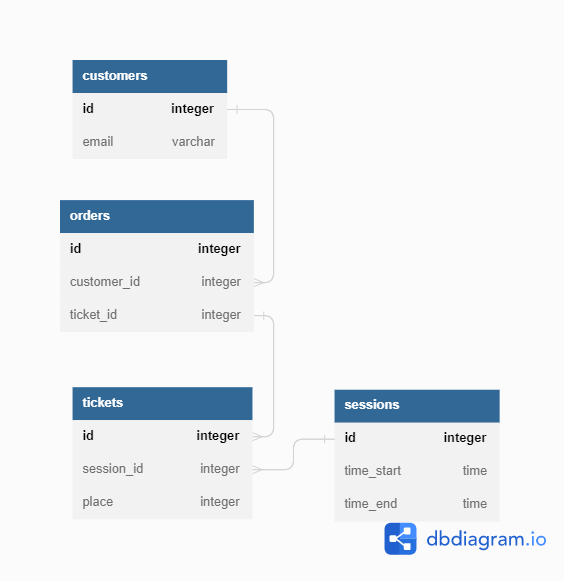 customers
id integer
email varchar
orders
id integer
customer_id integer
ticket_id integer
tickets
id integer
session_id integer
place integer
sessions
id integer
time_start time
time_end time
dbdiagram.io